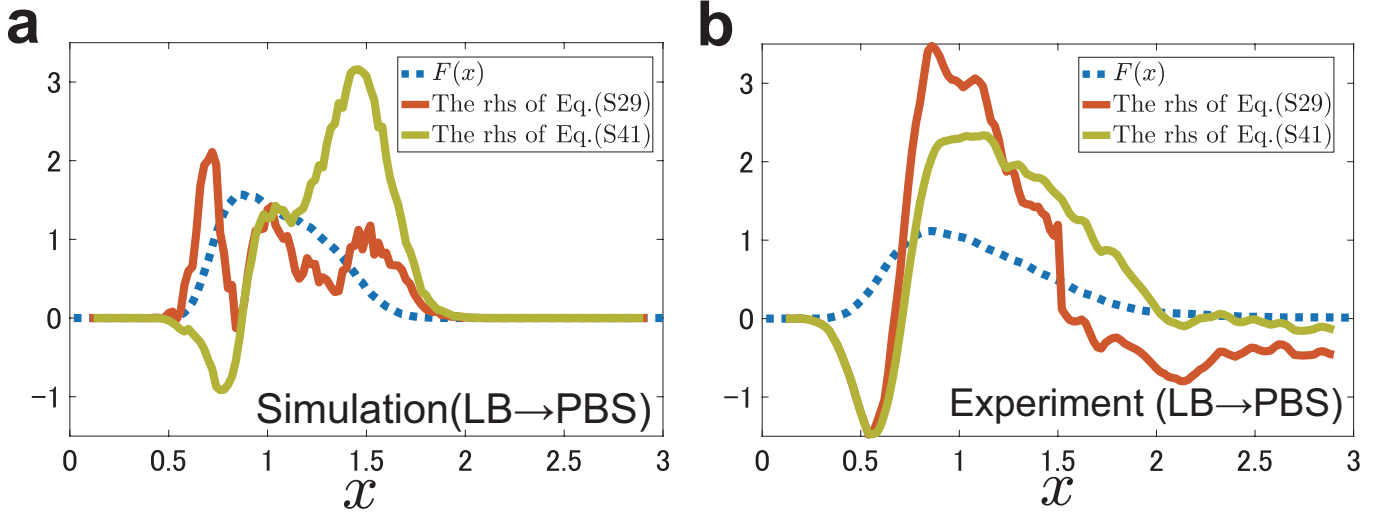 a
3
2
1
0
−1
F(x)
The rhs of Eq.(S29)
The rhs of Eq.(S41)
Simulation(LB→PBS)
0 0.5 1 1.5 2 2.5 3
x
b
3
2
1
0
−1
F(x)
The rhs of Eq.(S29)
The rhs of Eq.(S41)
Experiment (LB→PBS)
0 0.5 1 1.5 2 2.5 3
x